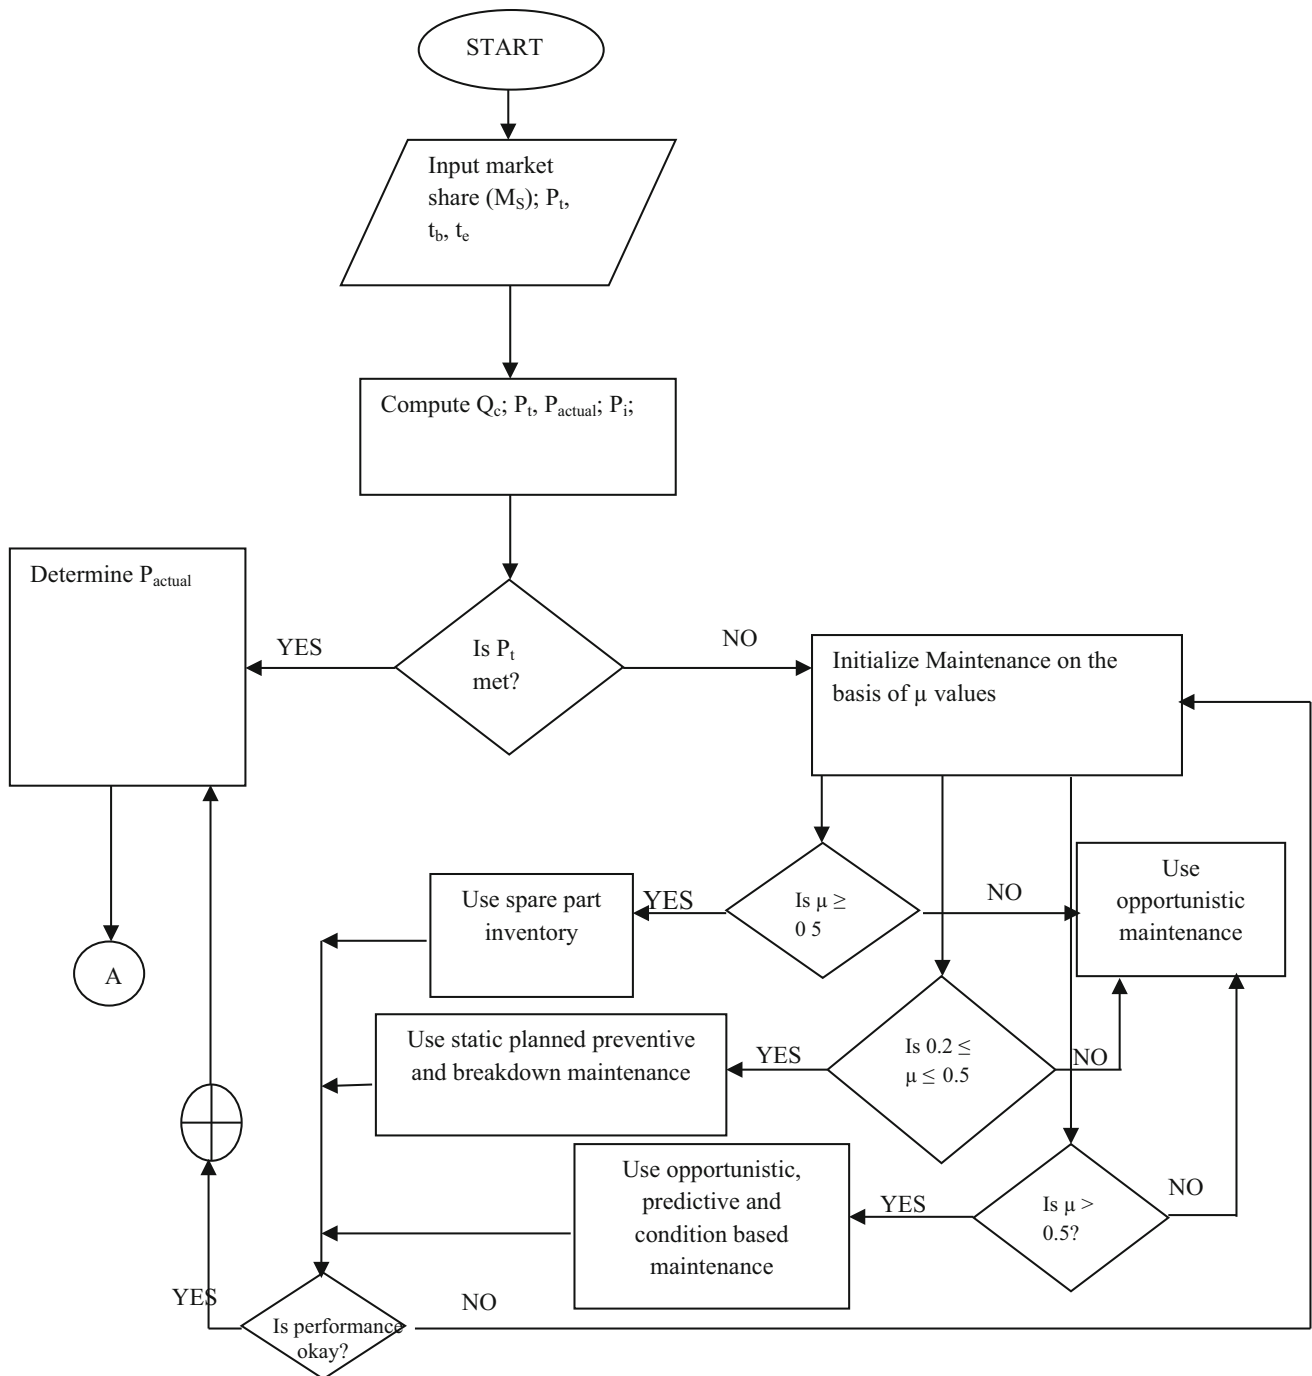 START
Input market
share (M_S); P_t,
t_b, t_e
Compute Q_c; P_t, P_actual; P_i;
Determine P_actual
YES
Is P_t
met?
NO
Initialize Maintenance on the
basis of µ values
Use spare part
inventory
YES
Is µ ≥
0 5
NO
Use
opportunistic
maintenance
Use static planned preventive
and breakdown maintenance
YES
Is 0.2 ≤
µ ≤ 0.5
NO
A
Use opportunistic,
predictive and
condition based
maintenance
YES
Is µ >
0.5?
NO
YES
Is performance
okay?
NO